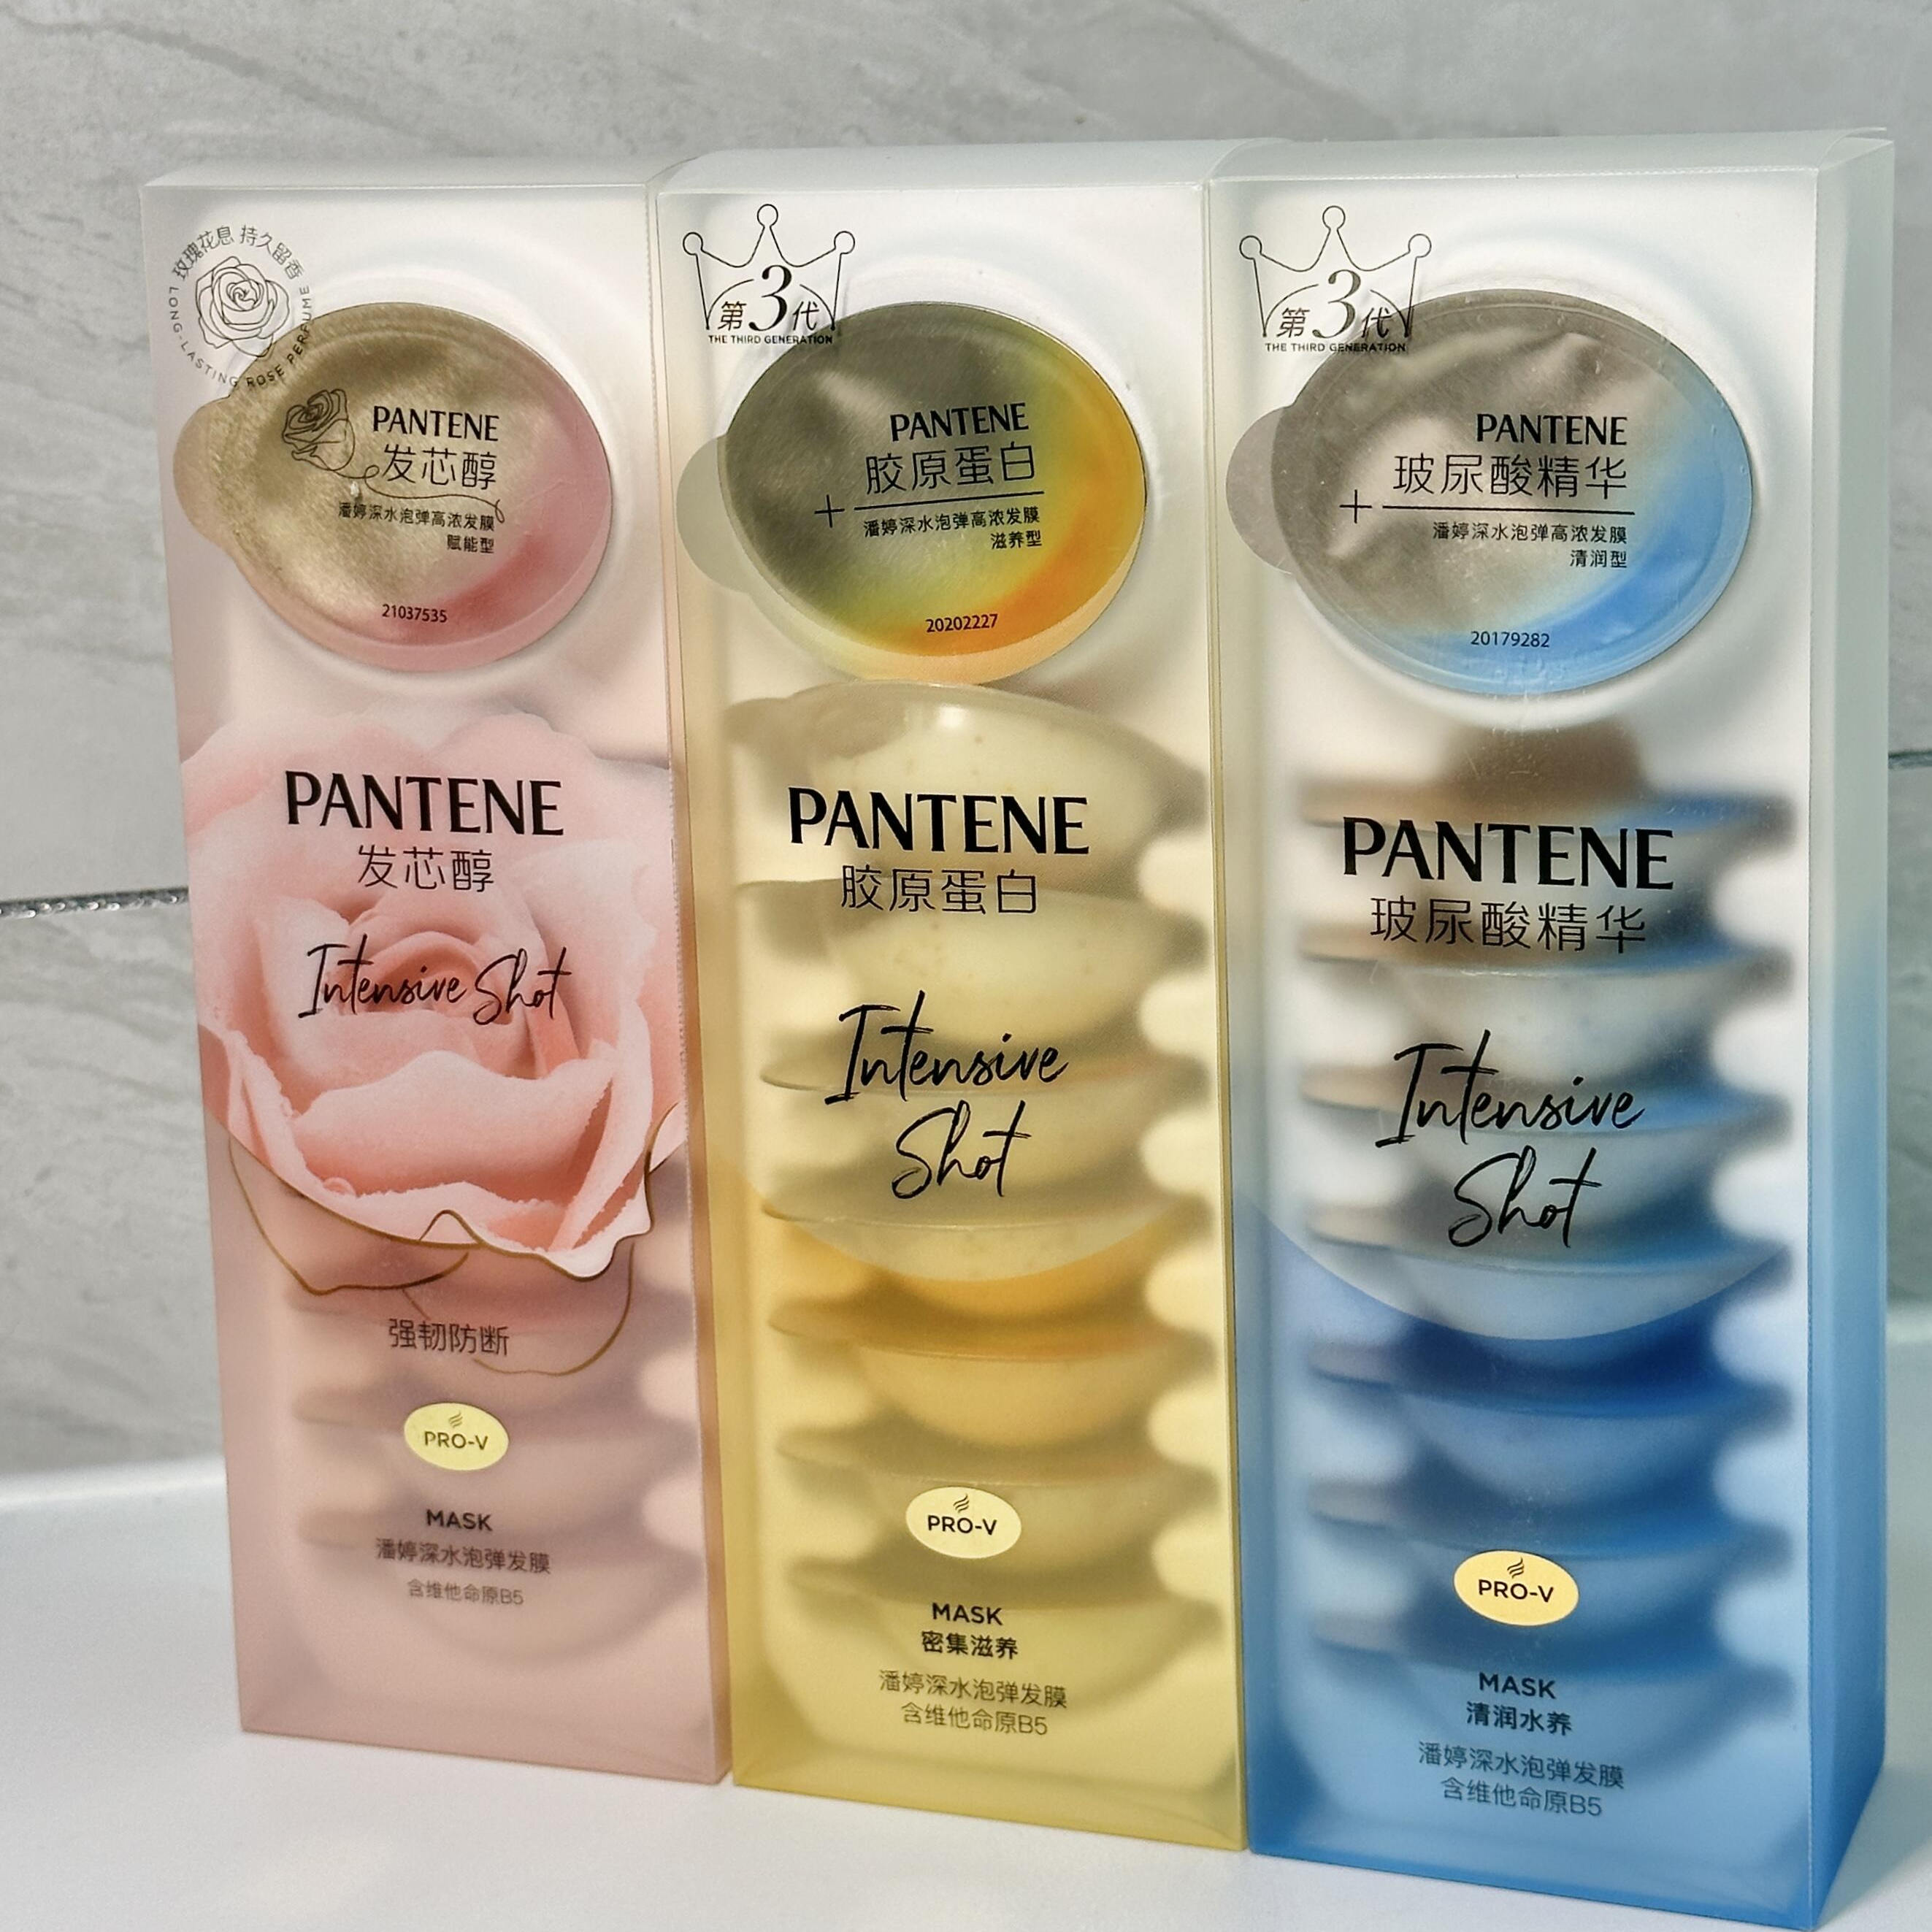 玫瑰花息 持久留香
LONG-LASTING ROSE PERFUME
PANTENE
发芯醇
潘婷深水泡弹高浓发膜
赋能型
21037535
PANTENE
发芯醇
Intensive Shot
强韧防断
PRO-V
MASK
潘婷深水泡弹发膜
含维他命原B5
第3代
THE THIRD GENERATION
PANTENE
胶原蛋白
+
潘婷深水泡弹高浓发膜
滋养型
20202227
PANTENE
胶原蛋白
Intensive
Shot
PRO-V
MASK
密集滋养
潘婷深水泡弹发膜
含维他命原B5
第3代
THE THIRD GENERATION
PANTENE
玻尿酸精华
+
潘婷深水泡弹高浓发膜
清润型
20179282
PANTENE
玻尿酸精华
Intensive
Shot
PRO-V
MASK
清润水养
潘婷深水泡弹发膜
含维他命原B5